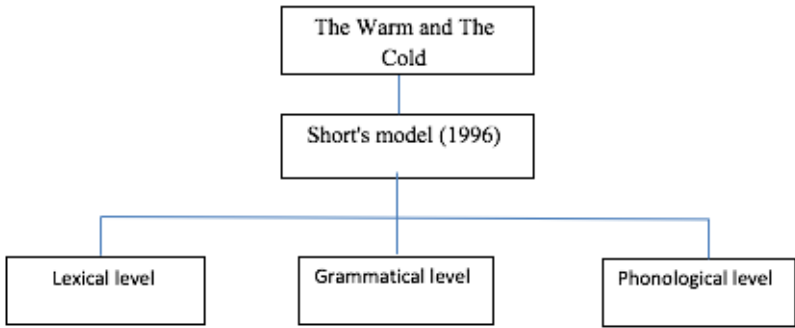 The Warm and The
Cold
Short's model (1996)
Lexical level
Grammatical level
Phonological level